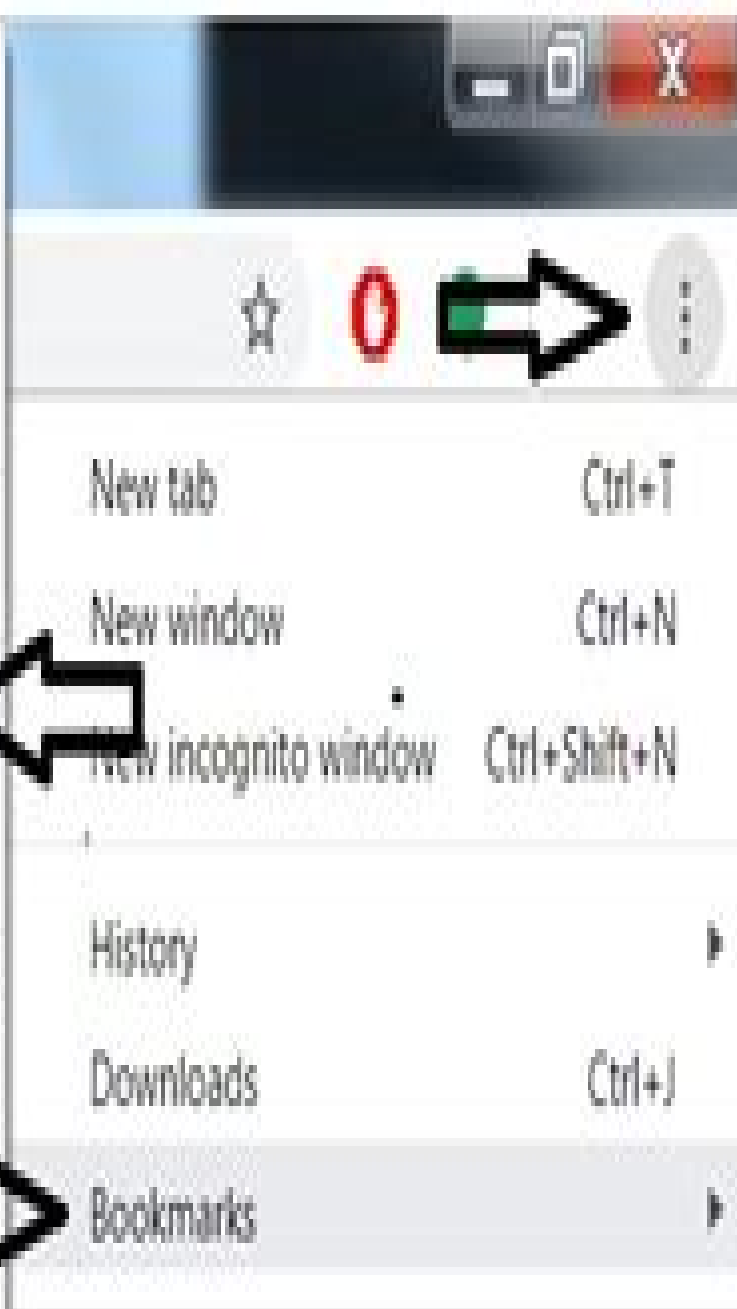 New tab Ctrl+T
New window Ctrl+N
New incognito window Ctrl+Shift+N
History
Downloads Ctrl+J
Bookmarks